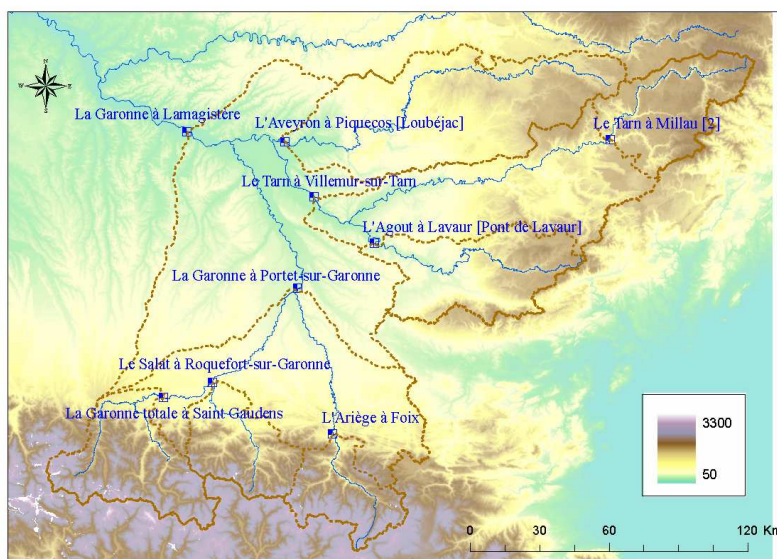 La Garonne à Lamagistère
L'Aveyron à Piquecos [Loubéjac]
Le Tarn à Millau [2]
Le Tarn à Villemur-sur-Tarn
L'Agout à Lavaur [Pont de Lavaur]
La Garonne à Portet-sur-Garonne
Le Salat à Roquefort-sur-Garonne
La Garonne totale à Saint Gaudens
L'Ariège à Foix
3300
50
0 30 60 120 Km